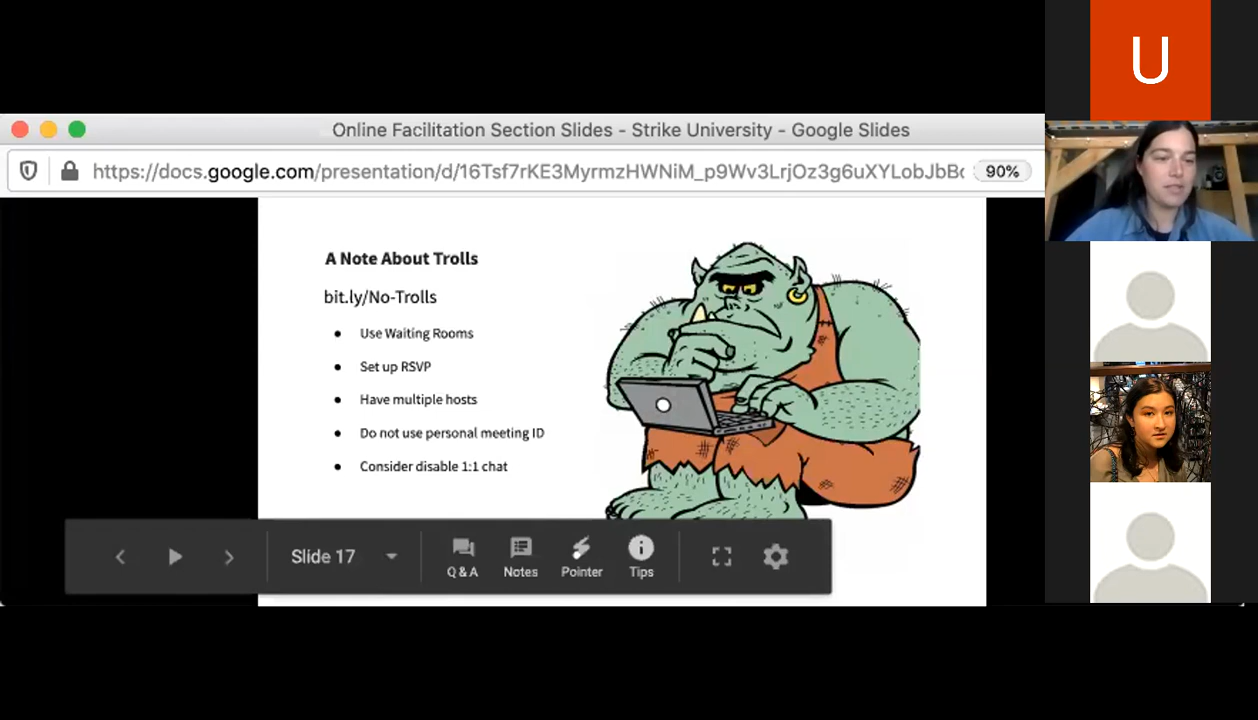 U
Online Facilitation Section Slides - Strike University - Google Slides
https://docs.google.com/presentation/d/16Tsf7rKE3MyrmzHWNiM_p9Wv3LrjOz3g6uXYLobJbBc
90%
A Note About Trolls
bit.ly/No-Trolls
● Use Waiting Rooms
● Set up RSVP
● Have multiple hosts
● Do not use personal meeting ID
● Consider disable 1:1 chat
Slide 17
Q & A
Notes
Pointer
Tips